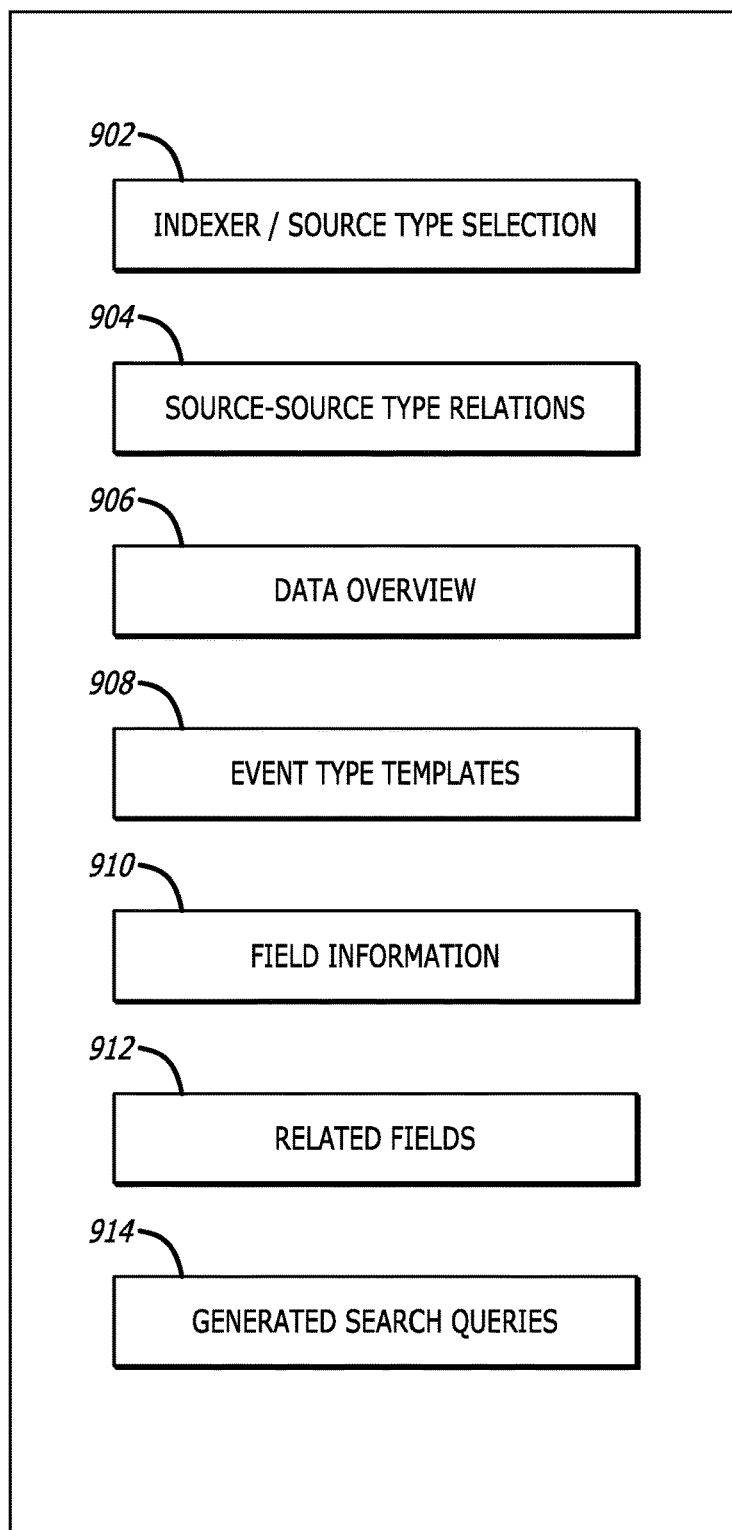 902
INDEXER / SOURCE TYPE SELECTION
904
SOURCE-SOURCE TYPE RELATIONS
906
DATA OVERVIEW
908
EVENT TYPE TEMPLATES
910
FIELD INFORMATION
912
RELATED FIELDS
914
GENERATED SEARCH QUERIES